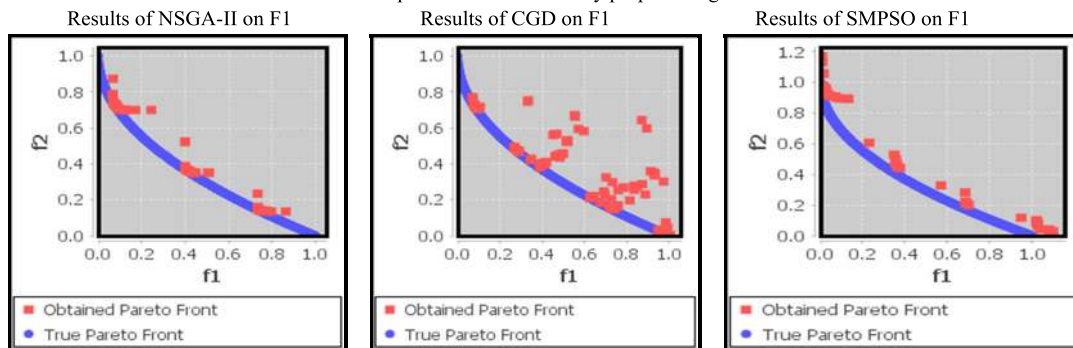 Results of NSGA-II on F1
Results of CGD on F1
Results of SMPSO on F1
1.0
0.8
0.6
0.4
0.2
0.0
f2
0.0 0.2 0.4 0.6 0.8 1.0
f1
Obtained Pareto Front
True Pareto Front
1.0
0.8
0.6
0.4
0.2
0.0
f2
0.0 0.2 0.4 0.6 0.8 1.0
f1
Obtained Pareto Front
True Pareto Front
1.2
1.0
0.8
0.6
0.4
0.2
0.0
f2
0.0 0.2 0.4 0.6 0.8 1.0
f1
Obtained Pareto Front
True Pareto Front